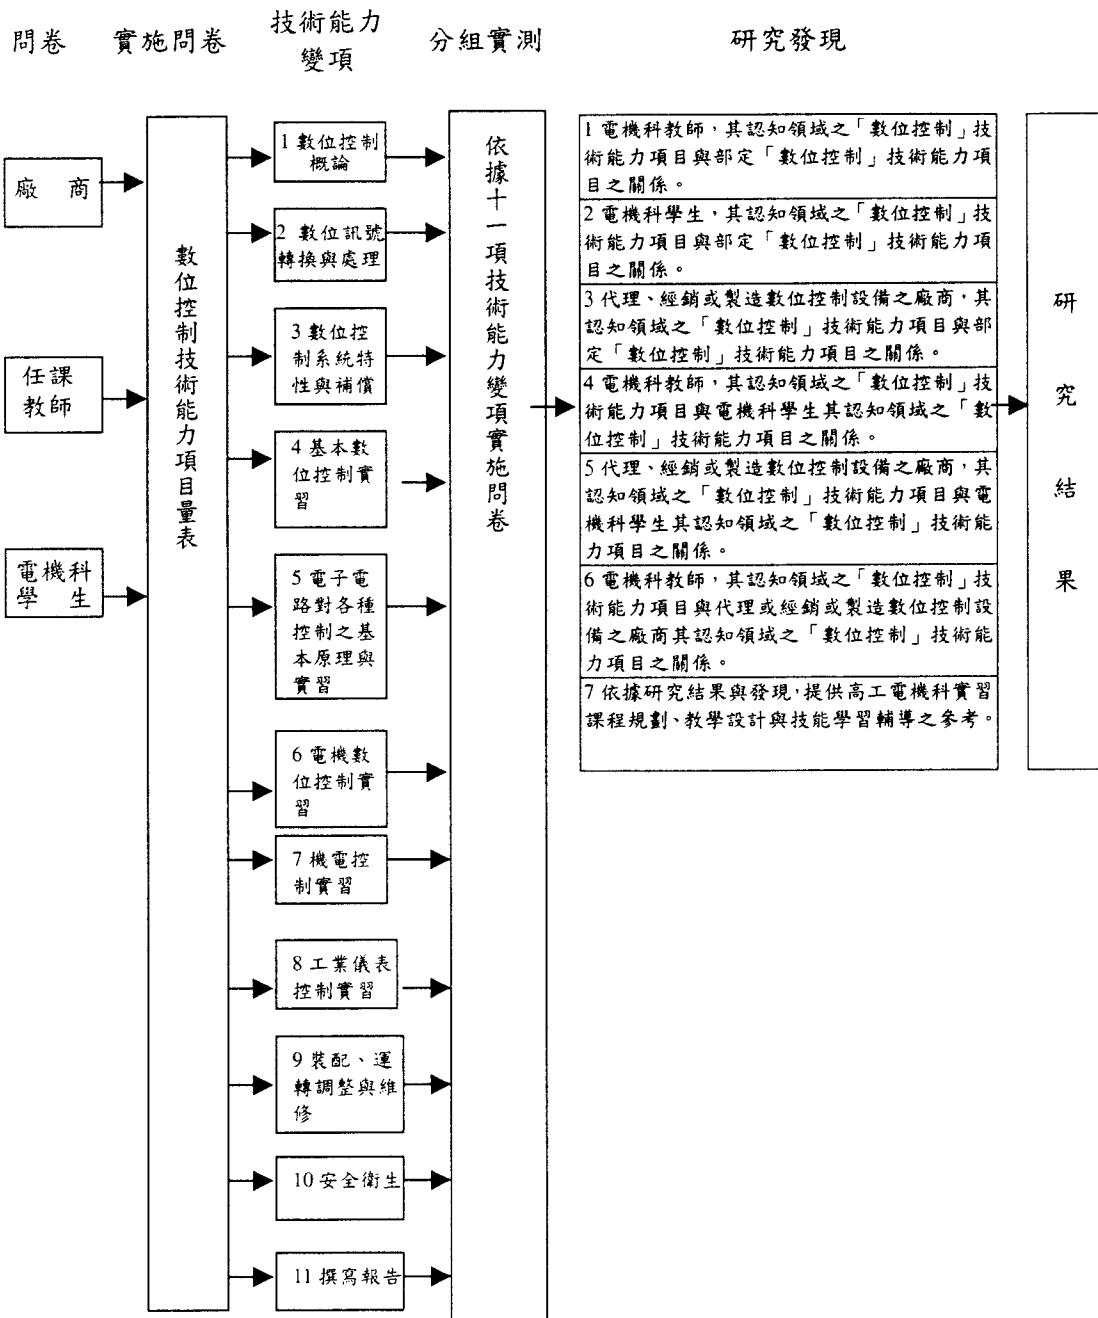 問卷
實施問卷
技術能力
變項
分組實測
研究發現
廠 商
任課
教師
電機科
學 生
數位控制技術能力項目量表
1 數位控制
概論
2 數位訊號
轉換與處理
3 數位控
制系統特
性與補償
4 基本數
位控制實
習
5 電子電
路對各種
控制之基
本原理與
實習
6 電機數
位控制實
習
7 機電控
制實習
8 工業儀表
控制實習
9 裝配、運
轉調整與維
修
10 安全衛生
11 撰寫報告
依據十一項技術能力變項實施問卷
1 電機科教師，其認知領域之「數位控制」技
術能力項目與部定「數位控制」技術能力項
目之關係。
2 電機科學生，其認知領域之「數位控制」技
術能力項目與部定「數位控制」技術能力項
目之關係。
3 代理、經銷或製造數位控制設備之廠商，其
認知領域之「數位控制」技術能力項目與部
定「數位控制」技術能力項目之關係。
4 電機科教師，其認知領域之「數位控制」技
術能力項目與電機科學生其認知領域之「數
位控制」技術能力項目之關係。
5 代理、經銷或製造數位控制設備之廠商，其
認知領域之「數位控制」技術能力項目與電
機科學生其認知領域之「數位控制」技術能
力項目之關係。
6 電機科教師，其認知領域之「數位控制」技
術能力項目與代理或經銷或製造數位控制設
備之廠商其認知領域之「數位控制」技術能
力項目之關係。
7 依據研究結果與發現，提供高工電機科實習
課程規劃、教學設計與技能學習輔導之參考。
研究結果